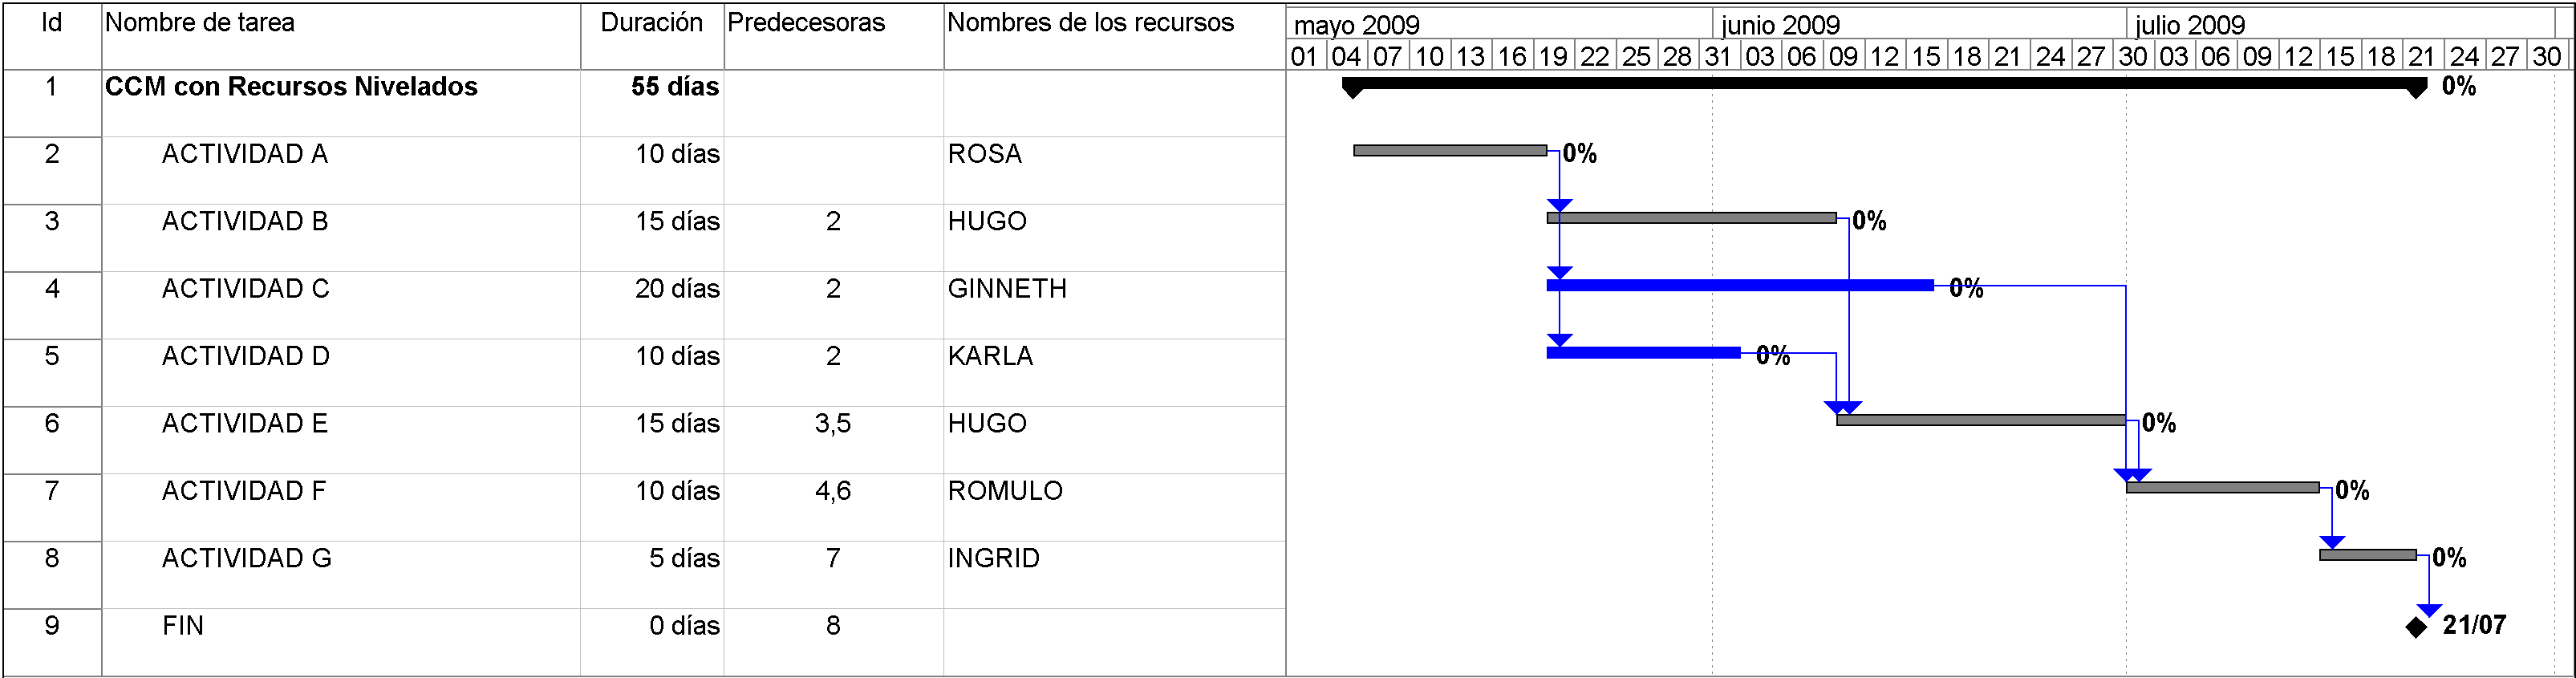 Id Nombre de tarea Duración Predecesoras Nombres de los recursos mayo 2009 junio 2009 julio 2009
01 04 07 10 13 16 19 22 25 28 31 03 06 09 12 15 18 21 24 27 30 03 06 09 12 15 18 21 24 27 30
1 CCM con Recursos Nivelados 55 días 0%
2 ACTIVIDAD A 10 días ROSA 0%
3 ACTIVIDAD B 15 días 2 HUGO 0%
4 ACTIVIDAD C 20 días 2 GINNETH 0%
5 ACTIVIDAD D 10 días 2 KARLA 0%
6 ACTIVIDAD E 15 días 3,5 HUGO 0%
7 ACTIVIDAD F 10 días 4,6 ROMULO 0%
8 ACTIVIDAD G 5 días 7 INGRID 0%
9 FIN 0 días 8 21/07